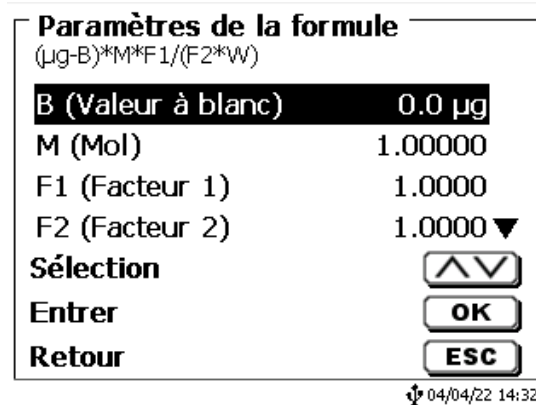 Paramètres de la formule
(µg-B)*M*F1/(F2*W)
B (Valeur à blanc) 0.0 µg
M (Mol) 1.00000
F1 (Facteur 1) 1.0000
F2 (Facteur 2) 1.0000
Sélection
Entrer OK
Retour ESC
04/04/22 14:32